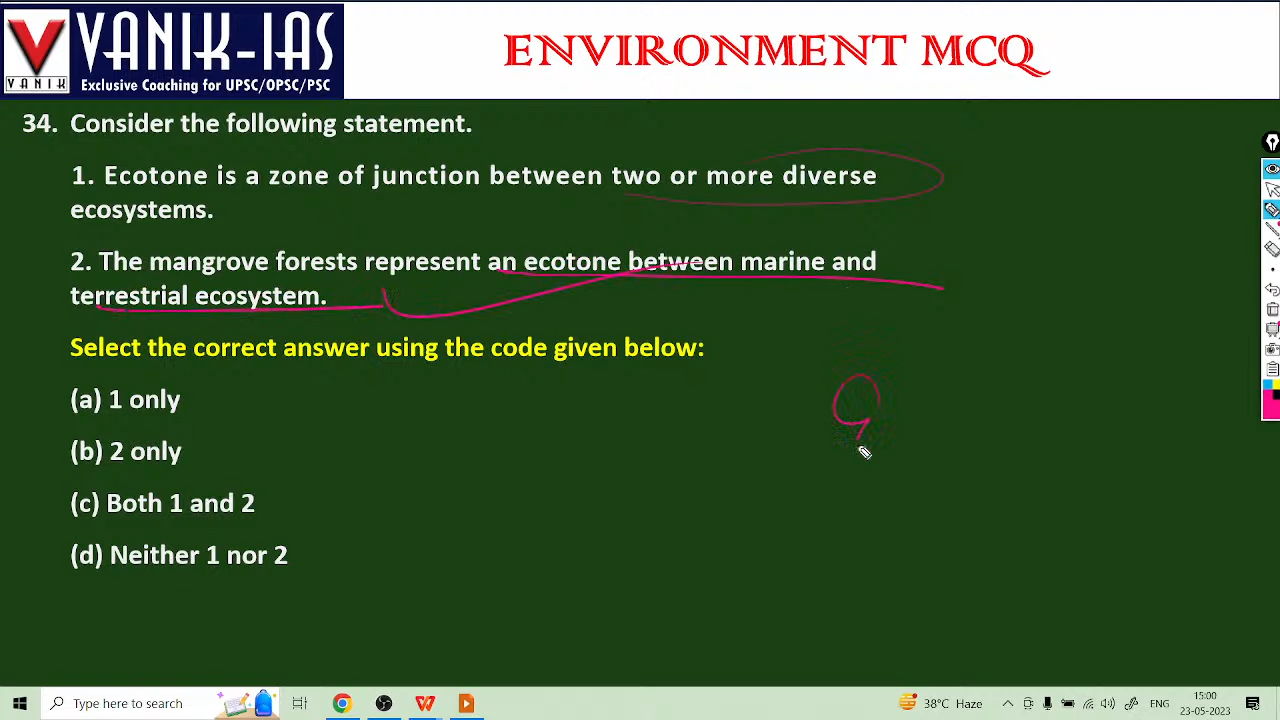 VANIK-IAS
VANIK
Exclusive Coaching for UPSC/OPSC/PSC
ENVIRONMENT MCQ
34. Consider the following statement.
1. Ecotone is a zone of junction between two or more diverse
ecosystems.
2. The mangrove forests represent an ecotone between marine and
terrestrial ecosystem.
Select the correct answer using the code given below:
(a) 1 only
(b) 2 only
(c) Both 1 and 2
(d) Neither 1 nor 2
9
Type here to search
38°C Haze
ENG
15:00
23-05-2023